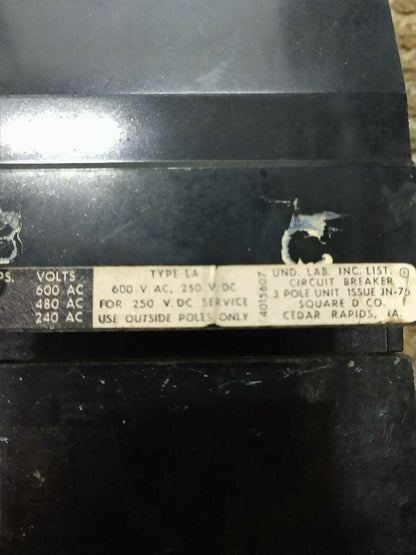 PS. VOLTS
600 AC
480 AC
240 AC
TYPE LA
600 V. AC, 250 V. DC
FOR 250 V. DC SERVICE
USE OUTSIDE POLES ONLY
4015607
UND. LAB. INC. LIST.
CIRCUIT BREAKER
3 POLE UNIT ISSUE JN-76
SQUARE D CO.
CEDAR RAPIDS, IA.